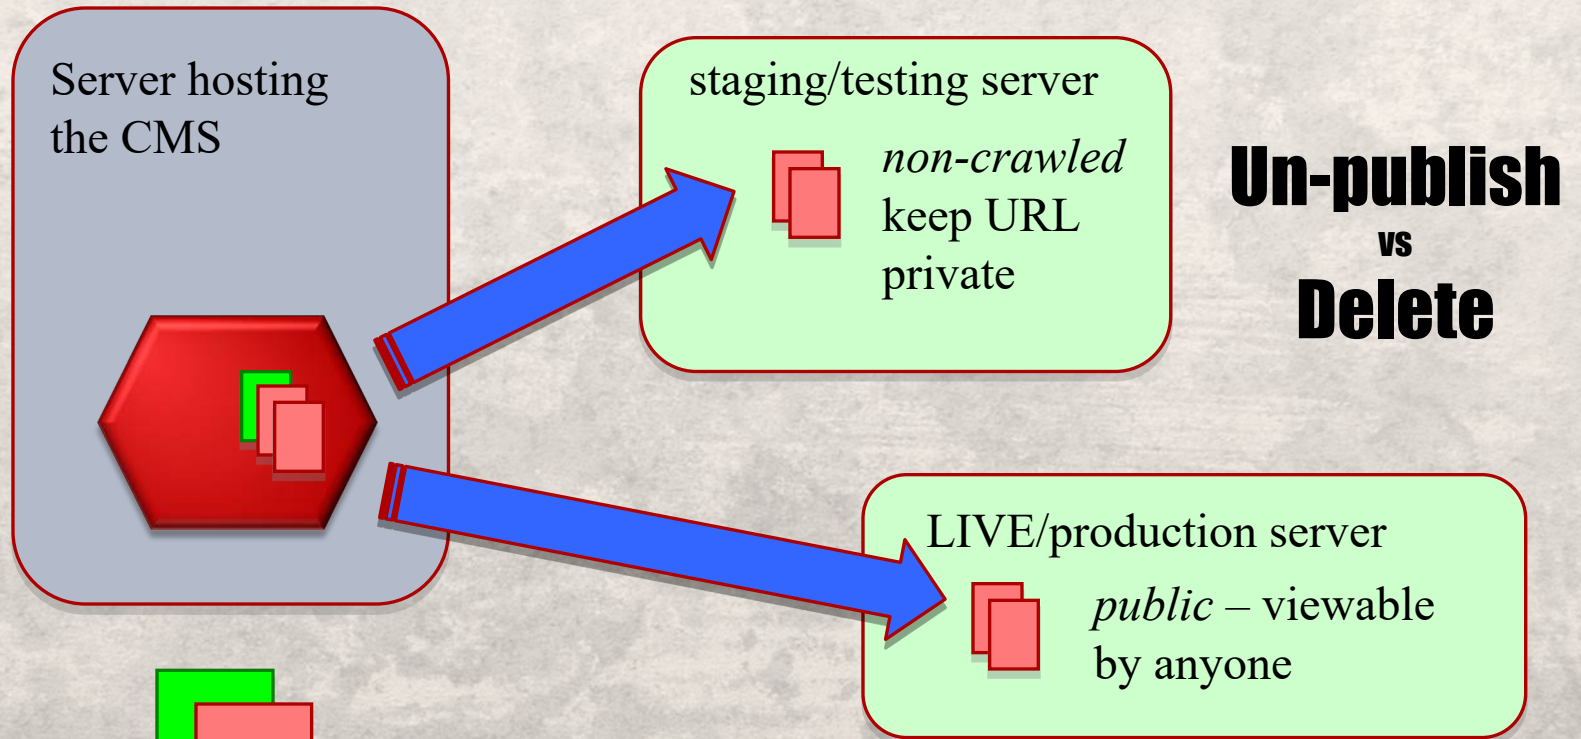 Server hosting
the CMS
staging/testing server
non-crawled
keep URL
private
Un-publish
vs
Delete
LIVE/production server
public – viewable
by anyone